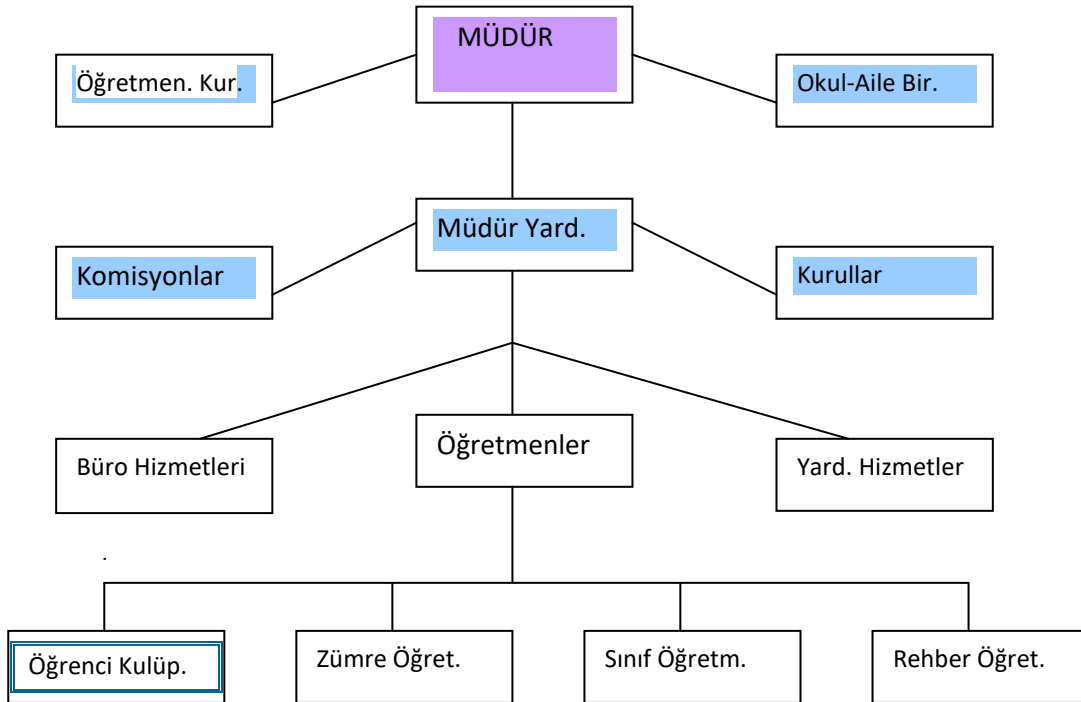 MÜDÜR
Öğretmen. Kur.
Okul-Aile Bir.
Müdür Yard.
Komisyonlar
Kurullar
Büro Hizmetleri
Öğretmenler
Yard. Hizmetler
.
Öğrenci Kulüp.
Zümre Öğret.
Sınıf Öğretm.
Rehber Öğret.